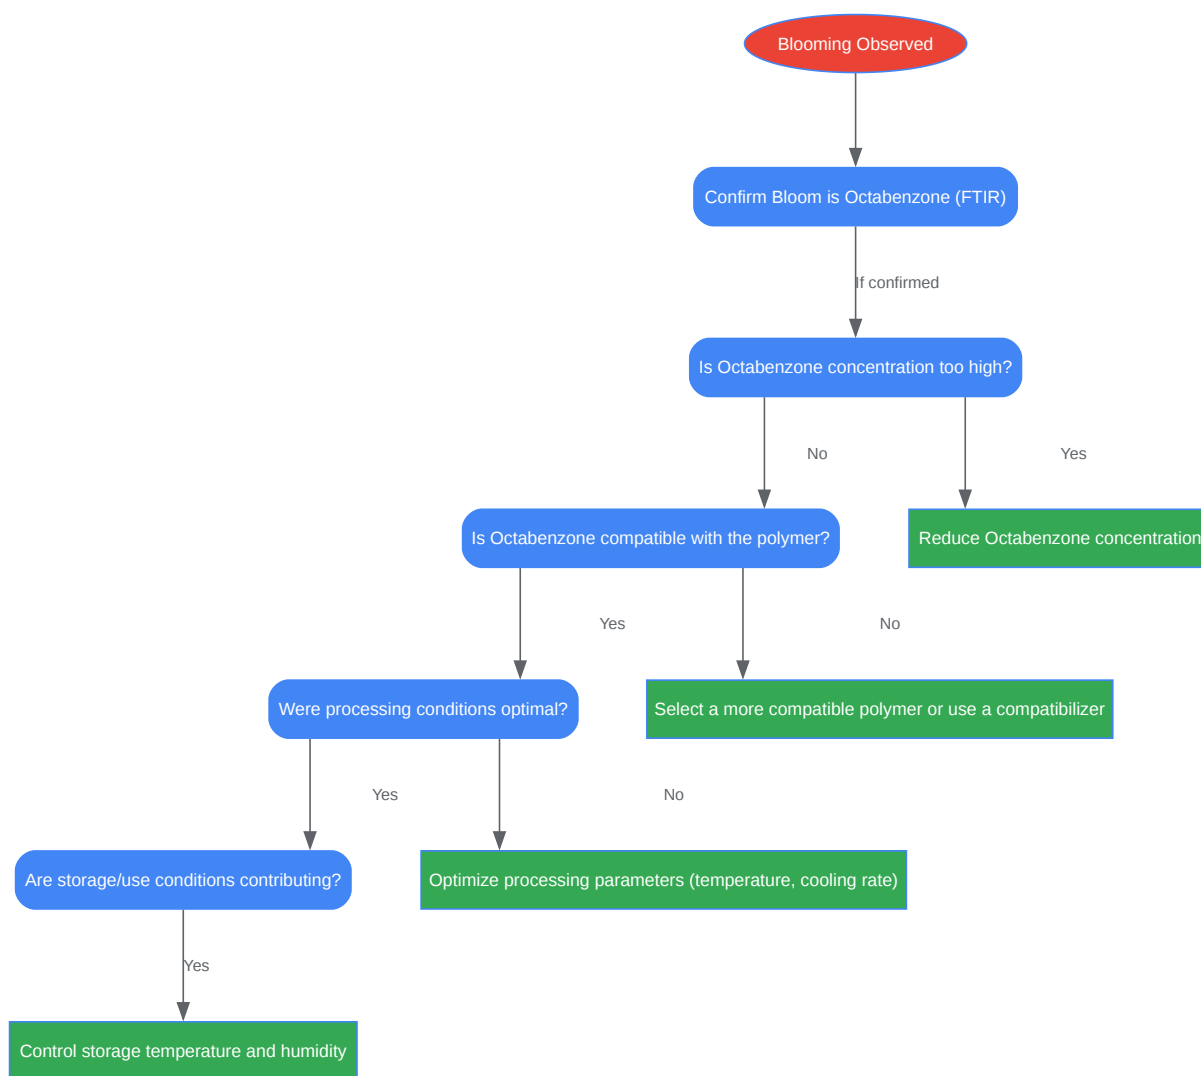 Blooming Observed
Confirm Bloom is Octabenzone (FTIR)
If confirmed
Is Octabenzone concentration too high?
No
Yes
Is Octabenzone compatible with the polymer?
Reduce Octabenzone concentration
Yes
No
Were processing conditions optimal?
Select a more compatible polymer or use a compatibilizer
Yes
No
Are storage/use conditions contributing?
Optimize processing parameters (temperature, cooling rate)
Yes
Control storage temperature and humidity